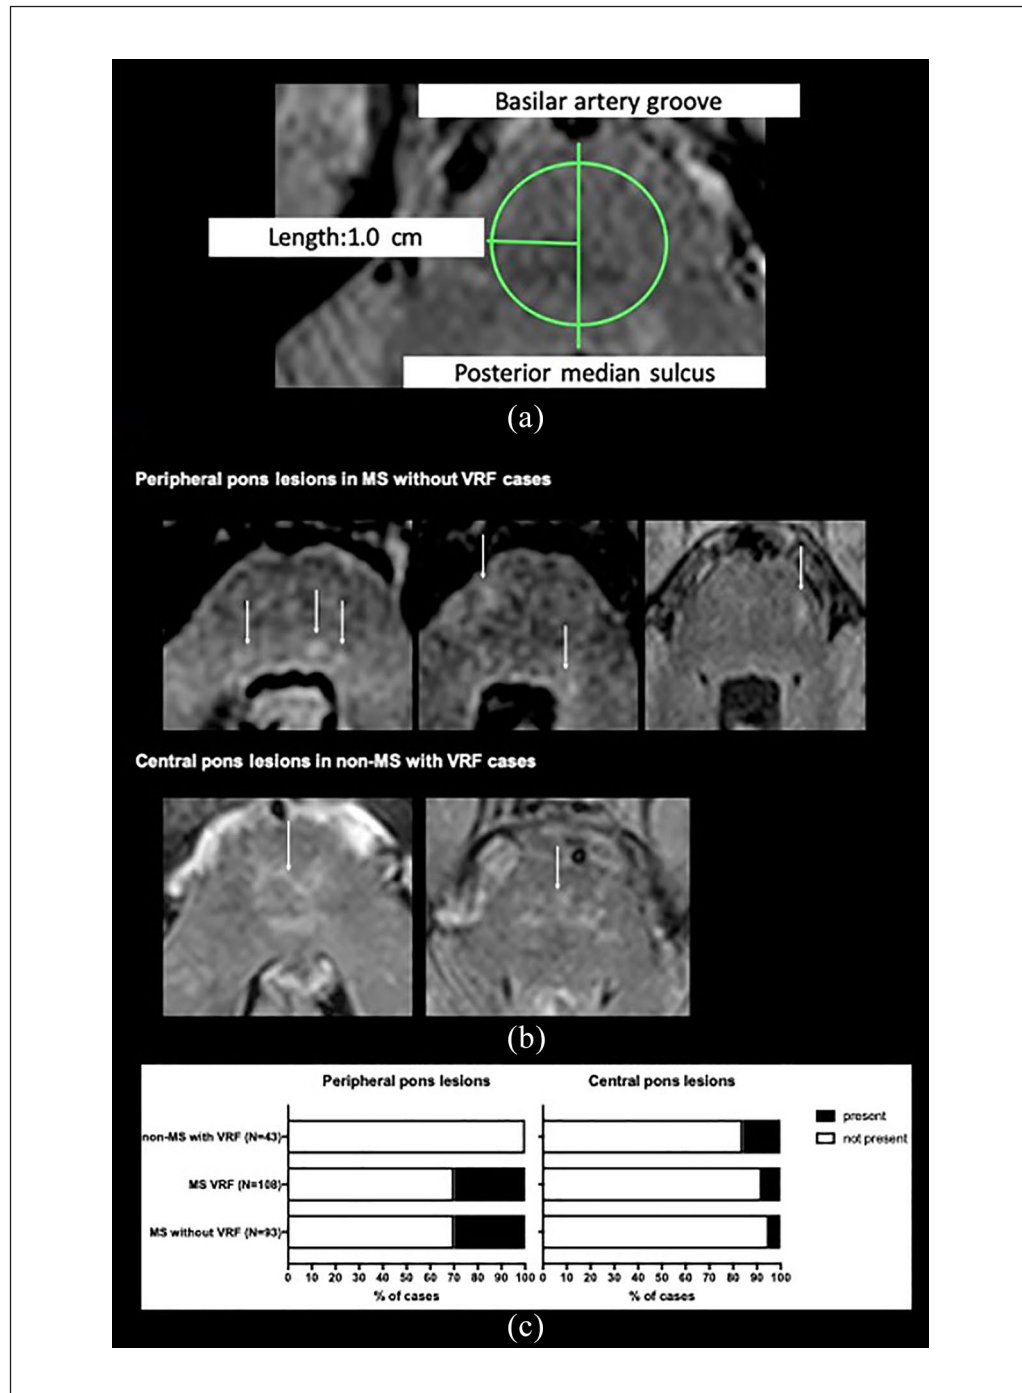 Basilar artery groove
Length:1.0 cm
Posterior median sulcus
(a)
Peripheral pons lesions in MS without VRF cases
Central pons lesions in non-MS with VRF cases
(b)
Peripheral pons lesions
Central pons lesions
present
not present
non-MS with VRF (N=43)
MS VRF (N=108)
MS without VRF (N=93)
0 10 20 30 40 50 60 70 80 90 100
0 10 20 30 40 50 60 70 80 90 100
% of cases
% of cases
(c)